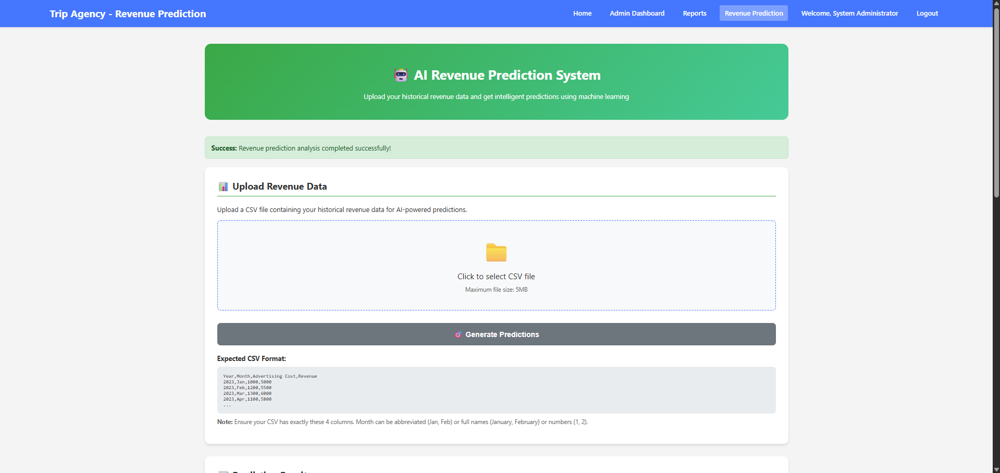 Trip Agency - Revenue Prediction
Home
Admin Dashboard
Reports
Revenue Prediction
Welcome, System Administrator
Logout
AI Revenue Prediction System
Upload your historical revenue data and get intelligent predictions using machine learning
Success: Revenue prediction analysis completed successfully!
Upload Revenue Data
Upload a CSV file containing your historical revenue data for AI-powered predictions.
Click to select CSV file
Maximum file size: 5MB
Generate Predictions
Expected CSV Format:
Year,Month,Advertising Cost,Revenue
2023,Jan,1000,5000
2023,Feb,1200,5500
2023,Mar,1300,6000
2023,Apr,1100,5800
...
Note: Ensure your CSV has exactly these 4 columns. Month can be abbreviated (Jan, Feb) or full names (January, February) or numbers (1, 2).